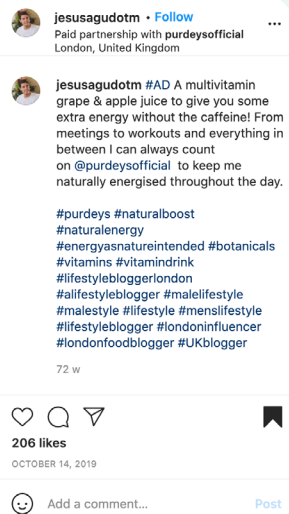 jesusagudotm • Follow
Paid partnership with purdeysofficial
London, United Kingdom
jesusagudotm #AD A multivitamin
grape & apple juice to give you some
extra energy without the caffeine! From
meetings to workouts and everything in
between I can always count
on @purdeysofficial to keep me
naturally energised throughout the day.
#purdeys #naturalboost
#naturalenergy
#energyasnatureintended #botanicals
#vitamins #vitamindrink
#lifestylebloggerlondon
#alifestyleblogger #malelifestyle
#malestyle #lifestyle #menslifestyle
#lifestyleblogger #londoninfluencer
#londonfoodblogger #UKblogger
72 w
206 likes
OCTOBER 14, 2019
Add a comment... Post